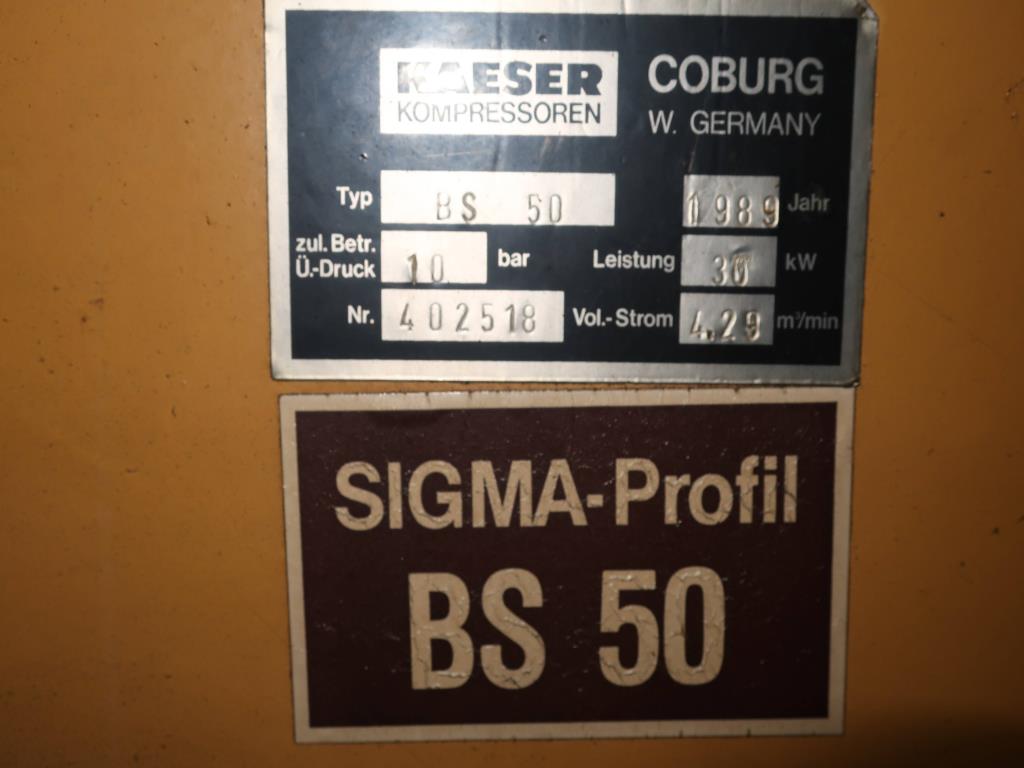 KAESER
KOMPRESSOREN
COBURG
W. GERMANY
Typ BS 50 1989 Jahr
zul. Betr.
Ü.-Druck 10 bar Leistung 30 kW
Nr. 402518 Vol.-Strom 4.29 m³/min
SIGMA-Profil
BS 50